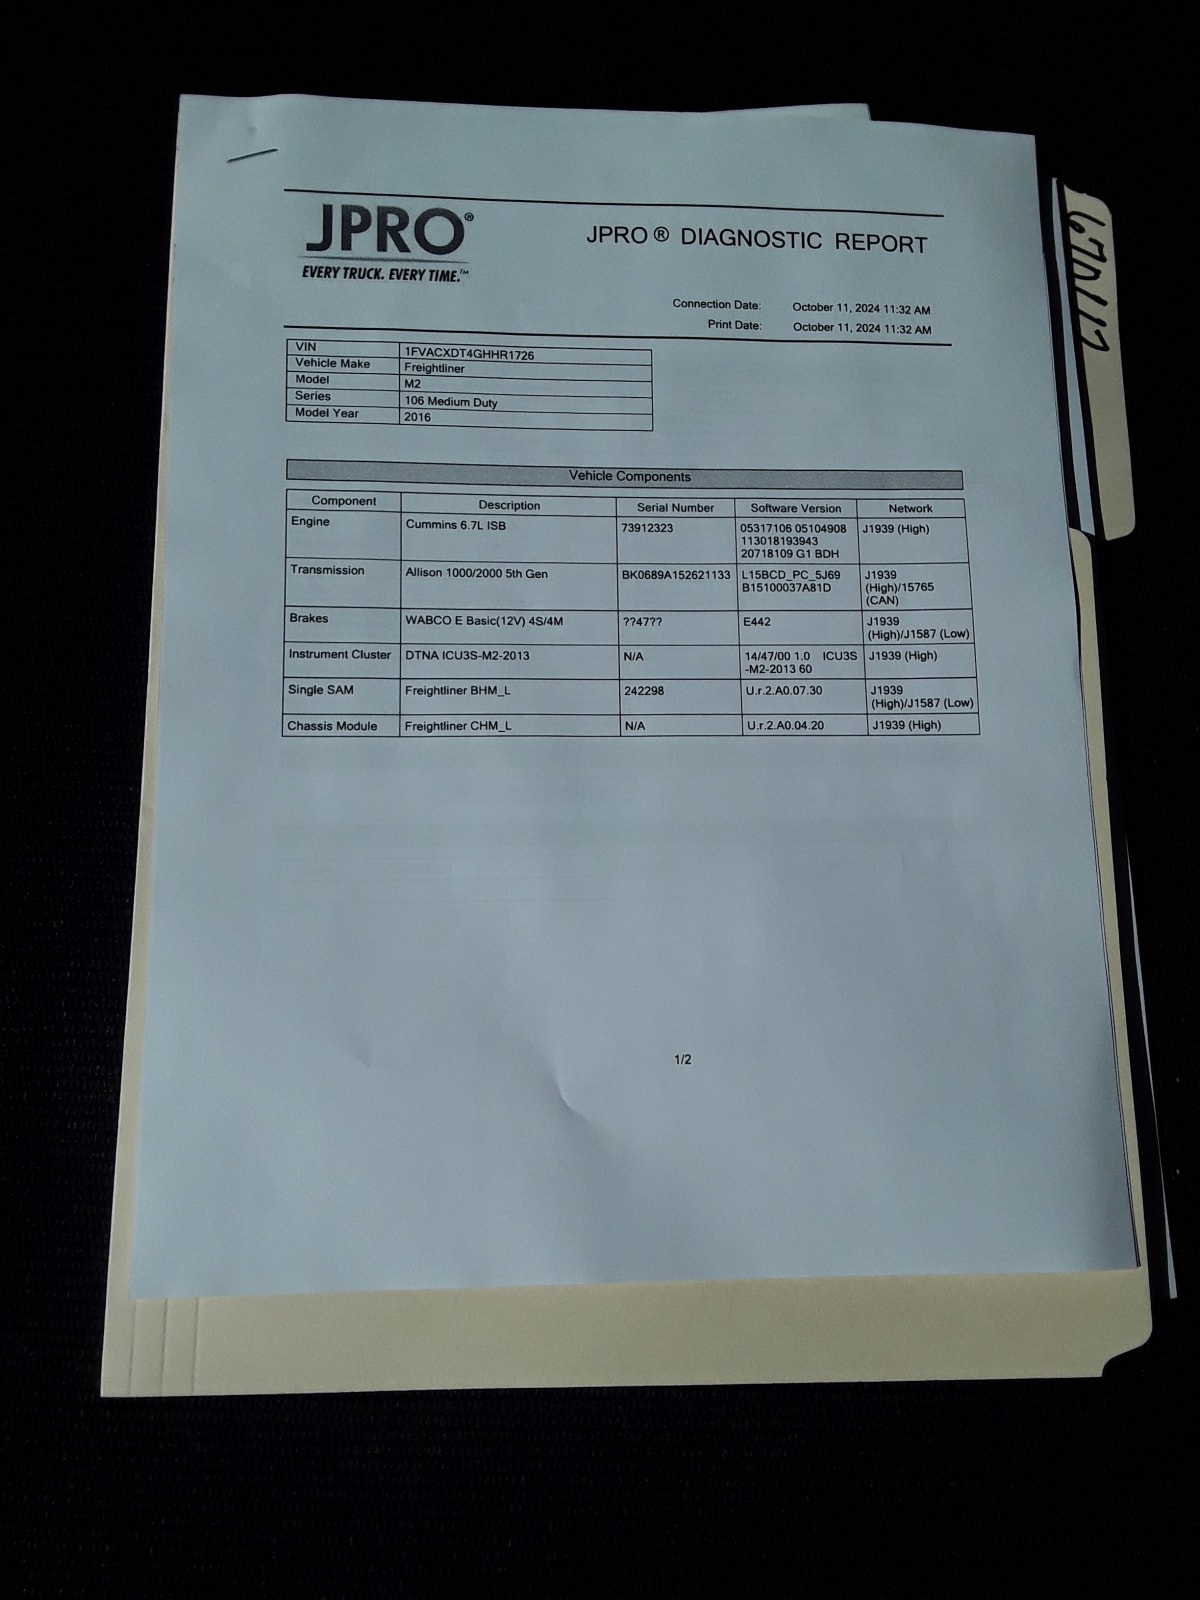 JPRO®
EVERY TRUCK. EVERY TIME.™
JPRO® DIAGNOSTIC REPORT
Connection Date: October 11, 2024 11:32 AM
Print Date: October 11, 2024 11:32 AM
VIN 1FVACXDT4GHHR1726
Vehicle Make Freightliner
Model M2
Series 106 Medium Duty
Model Year 2016
Vehicle Components
Component Description Serial Number Software Version Network
Engine Cummins 6.7L ISB 73912323 05317106 05104908 J1939 (High)
113018193943
20718109 G1 BDH
Transmission Allison 1000/2000 5th Gen BK0689A152621133 L15BCD_PC_5J69 J1939
B15100037A81D (High)/15765
(CAN)
Brakes WABCO E Basic(12V) 4S/4M ??4??? E442 J1939
(High)/J1587 (Low)
Instrument Cluster DTNA ICU3S-M2-2013 N/A 14/47/00 1.0 ICU3S J1939 (High)
-M2-2013 60
Single SAM Freightliner BHM_L 242298 U.r.2.A0.07.30 J1939
(High)/J1587 (Low)
Chassis Module Freightliner CHM_L N/A U.r.2.A0.04.20 J1939 (High)
1/2